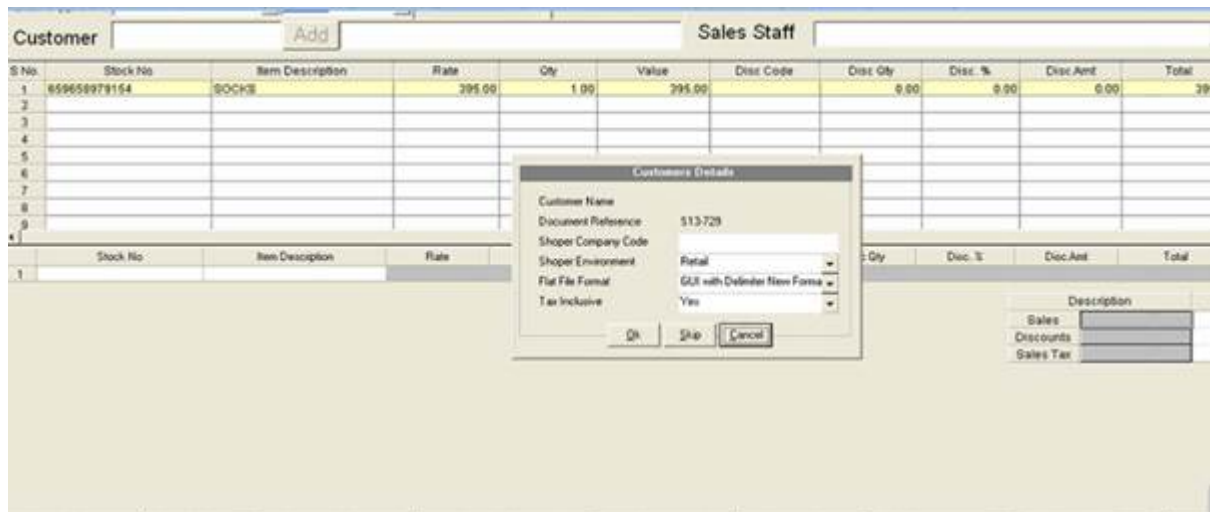 Customer Add Sales Staff
S No. Stock No Item Description Rate Qty Value Disc Code Disc Qty Disc. % Disc.Amt Total
1 659658979154 SOCKS 395.00 1.00 395.00 0.00 0.00 0.00
2
3
4
5
6
7
8
9
Customers Details
Customer Name
Document Reference 513-729
Shoper Company Code
Shoper Environment Retail
Flat File Format GUI with Delimiter New Forma
Tax Inclusive Yes
Ok Skip Cancel
Stock No Item Description Rate Qty Disc. % Disc.Amt Total
1
Description
Sales
Discounts
Sales Tax